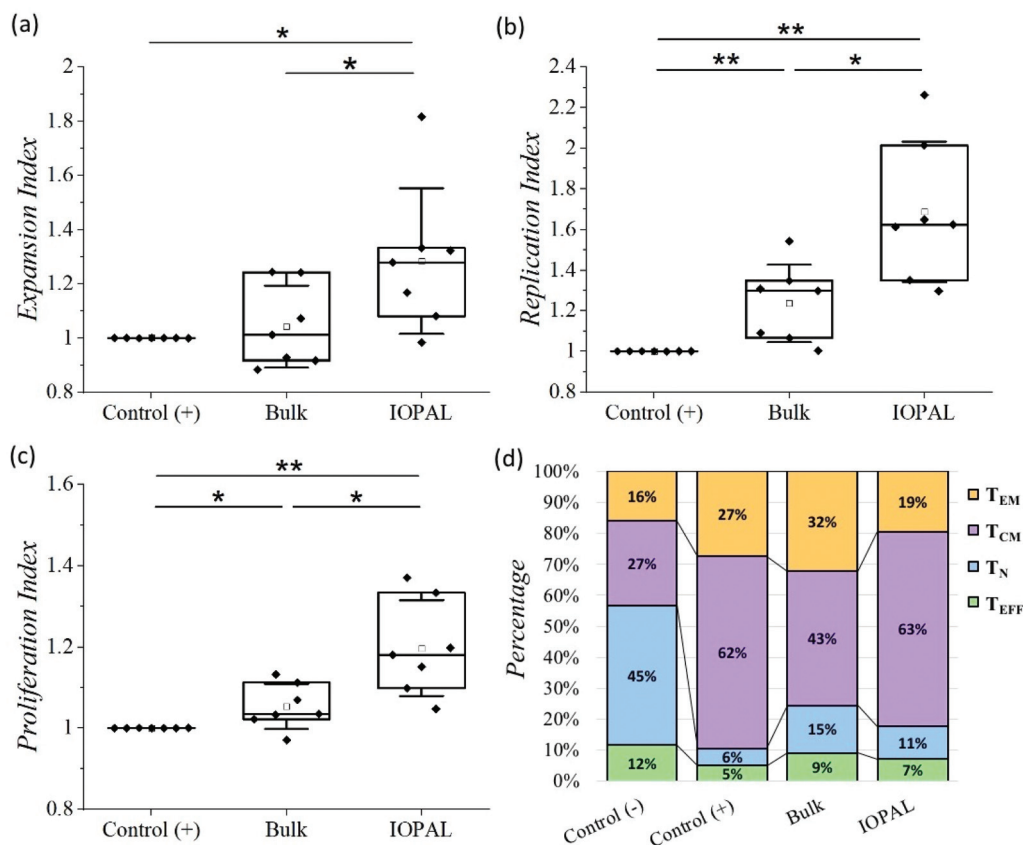 (a)
*
*
Expansion Index
2
1.8
1.6
1.4
1.2
1
0.8
Control (+) Bulk IOPAL
(b)
**
** *
Replication Index
2.4
2.2
2
1.8
1.6
1.4
1.2
1
0.8
Control (+) Bulk IOPAL
(c)
**
* *
Proliferation Index
1.6
1.4
1.2
1
0.8
Control (+) Bulk IOPAL
(d)
Percentage
100%
90%
80%
70%
60%
50%
40%
30%
20%
10%
0%
16% 27% 32% 19%
27% 62% 43% 63%
45% 6% 15% 11%
12% 5% 9% 7%
Control (-) Control (+) Bulk IOPAL
TEM
TCM
TN
TEFF